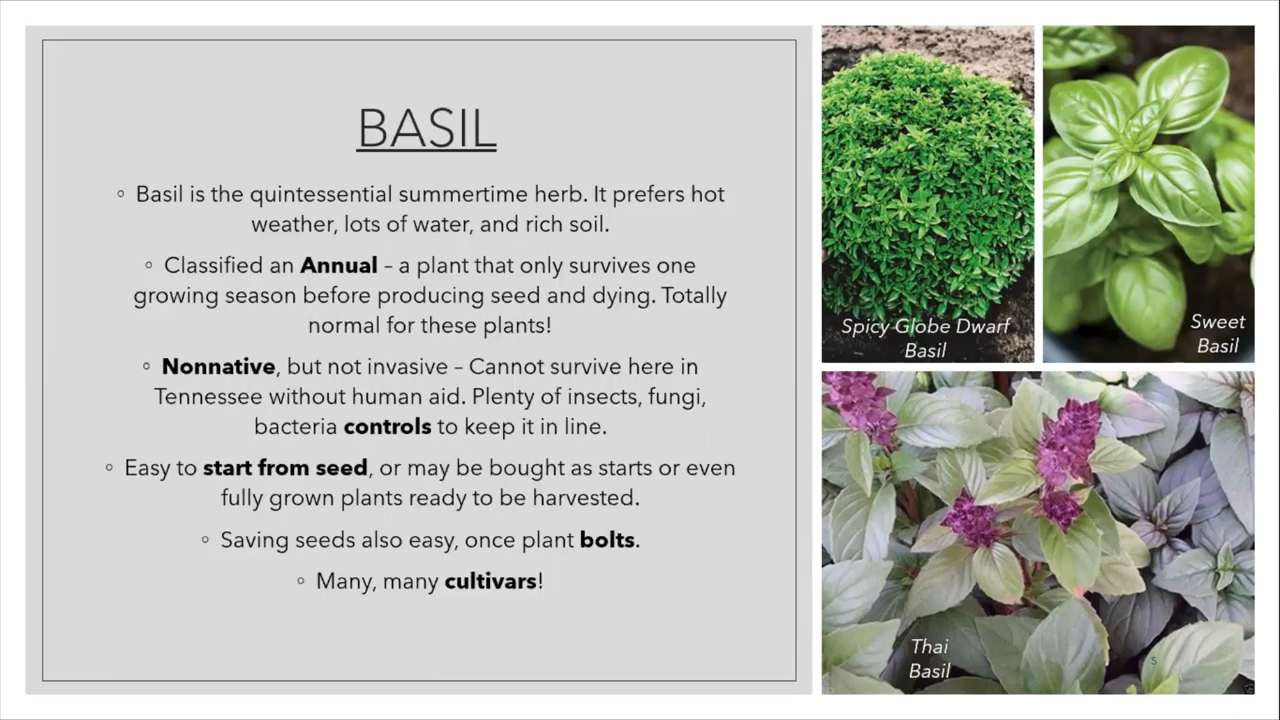 BASIL
◦ Basil is the quintessential summertime herb. It prefers hot
weather, lots of water, and rich soil.
◦ Classified an Annual – a plant that only survives one
growing season before producing seed and dying. Totally
normal for these plants!
◦ Nonnative, but not invasive – Cannot survive here in
Tennessee without human aid. Plenty of insects, fungi,
bacteria controls to keep it in line.
◦ Easy to start from seed, or may be bought as starts or even
fully grown plants ready to be harvested.
◦ Saving seeds also easy, once plant bolts.
◦ Many, many cultivars!
Spicy Globe Dwarf
Basil
Sweet
Basil
Thai
Basil
5